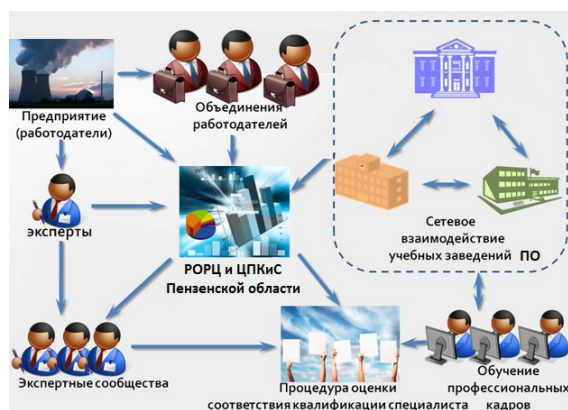 Предприятие
(работодатели)
Объединения
работодателей
эксперты
РОРЦ и ЦПКиС
Пензенской области
Сетевое
взаимодействие
учебных заведений ПО
Экспертные сообщества
Процедура оценки
соответствия квалификации специалиста
Обучение
профессиональных
кадров